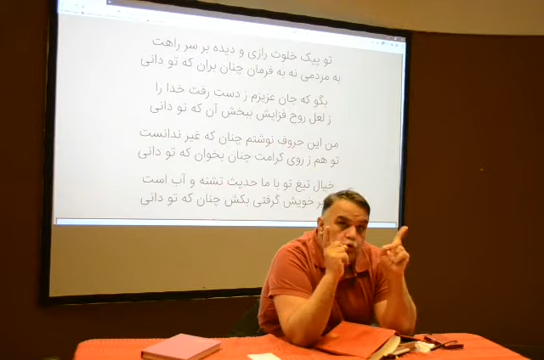 تو پیک خلوت رازی و دیده بر سر راهت
به مردمی نه به فرمان چنان بران که تو دانی
بگو که جان عزیزم ز دست رفت خدا را
ز لعل روح فزایش ببخش آن که تو دانی
من این حروف نوشتم چنان که غیر ندانست
تو هم ز روی کرامت چنان بخوان که تو دانی
خیال تیغ تو با ما حدیث تشنه و آب است
خویش گرفتی بکش چنان که تو دانی